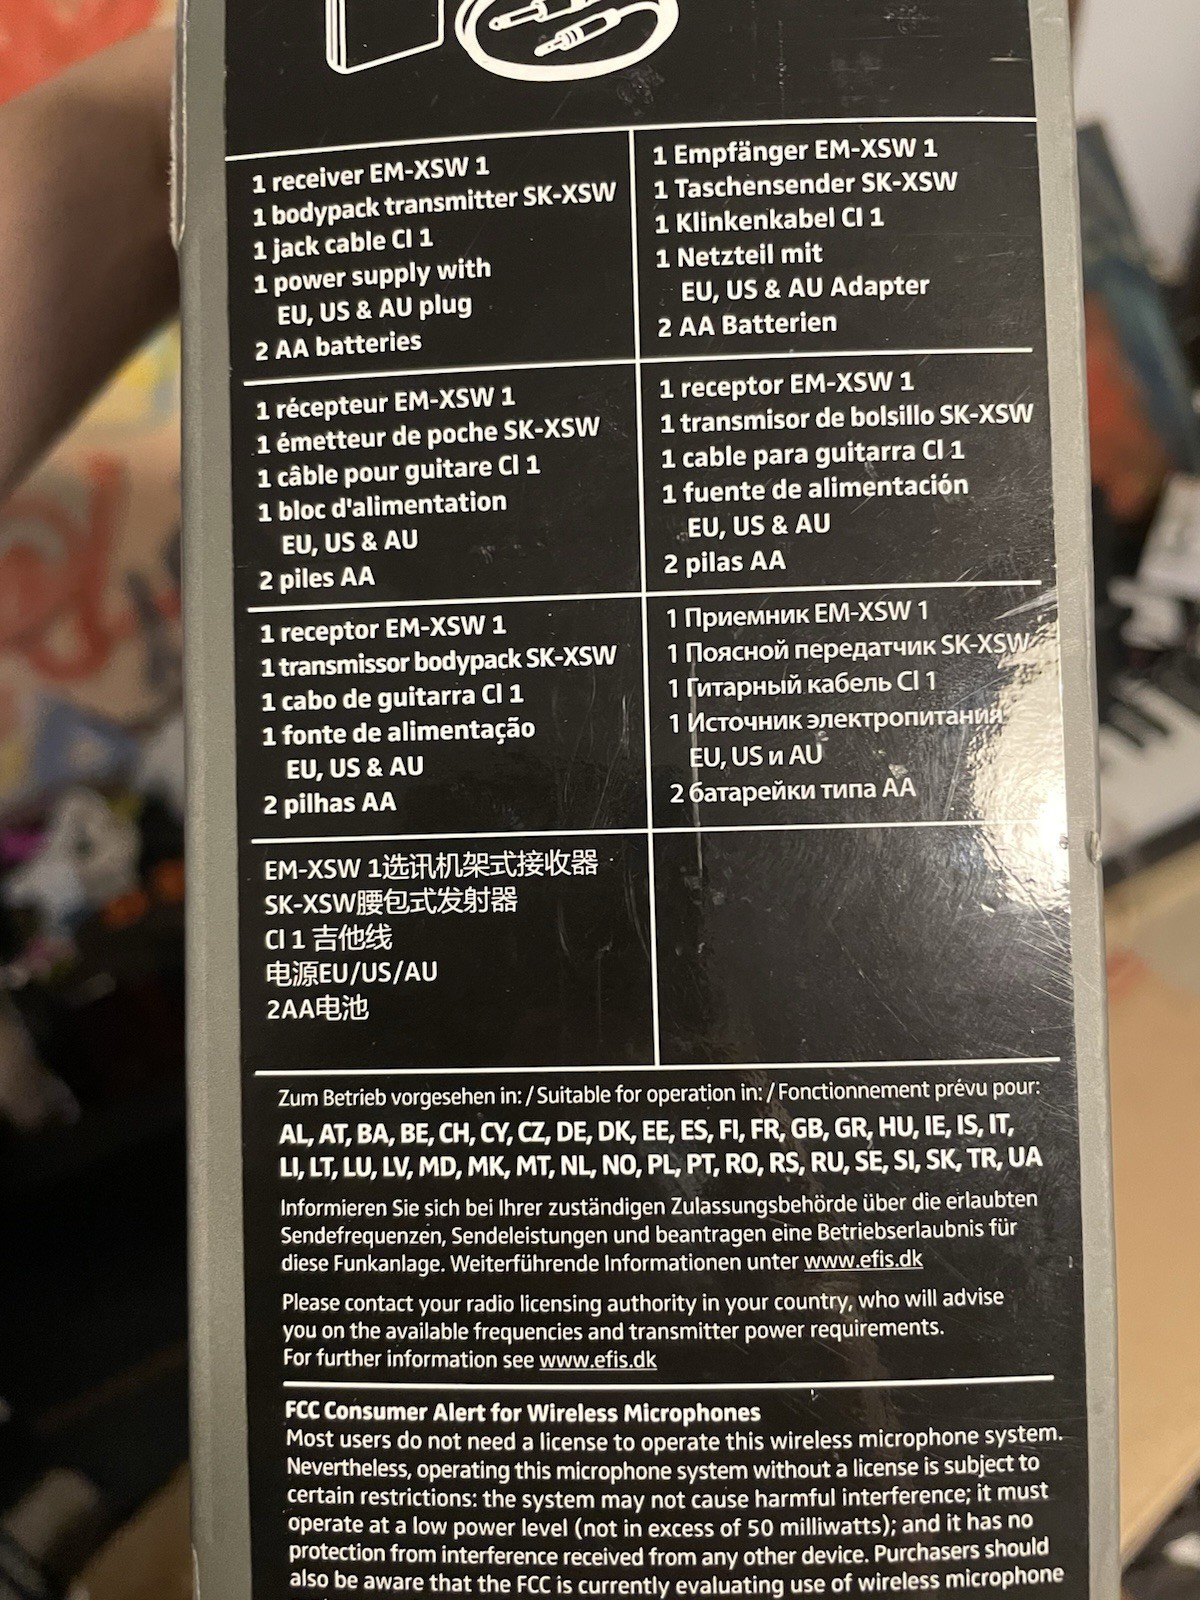 1 receiver EM-XSW 1
1 bodypack transmitter SK-XSW
1 jack cable CI 1
1 power supply with
EU, US & AU plug
2 AA batteries
1 Empfänger EM-XSW 1
1 Taschensender SK-XSW
1 Klinkenkabel CI 1
1 Netzteil mit
EU, US & AU Adapter
2 AA Batterien
1 récepteur EM-XSW 1
1 émetteur de poche SK-XSW
1 câble pour guitare CI 1
1 bloc d'alimentation
EU, US & AU
2 piles AA
1 receptor EM-XSW 1
1 transmisor de bolsillo SK-XSW
1 cable para guitarra CI 1
1 fuente de alimentación
EU, US & AU
2 pilas AA
1 receptor EM-XSW 1
1 transmissor bodypack SK-XSW
1 cabo de guitarra CI 1
1 fonte de alimentação
EU, US & AU
2 pilhas AA
1 Приемник EM-XSW 1
1 Поясной передатчик SK-XSW
1 Гитарный кабель CI 1
1 Источник электропитания
EU, US и AU
2 батарейки типа AA
EM-XSW 1选讯机架式接收器
SK-XSW腰包式发射器
CI 1 吉他线
电源EU/US/AU
2AA电池
Zum Betrieb vorgesehen in: / Suitable for operation in: / Fonctionnement prévu pour:
AL, AT, BA, BE, CH, CY, CZ, DE, DK, EE, ES, FI, FR, GB, GR, HU, IE, IS, IT,
LI, LT, LU, LV, MD, MK, MT, NL, NO, PL, PT, RO, RS, RU, SE, SI, SK, TR, UA
Informieren Sie sich bei Ihrer zuständigen Zulassungsbehörde über die erlaubten
Sendefrequenzen, Sendeleistungen und beantragen eine Betriebserlaubnis für
diese Funkanlage. Weiterführende Informationen unter www.efis.dk
Please contact your radio licensing authority in your country, who will advise
you on the available frequencies and transmitter power requirements.
For further information see www.efis.dk
FCC Consumer Alert for Wireless Microphones
Most users do not need a license to operate this wireless microphone system.
Nevertheless, operating this microphone system without a license is subject to
certain restrictions: the system may not cause harmful interference; it must
operate at a low power level (not in excess of 50 milliwatts); and it has no
protection from interference received from any other device. Purchasers should
also be aware that the FCC is currently evaluating use of wireless microphone